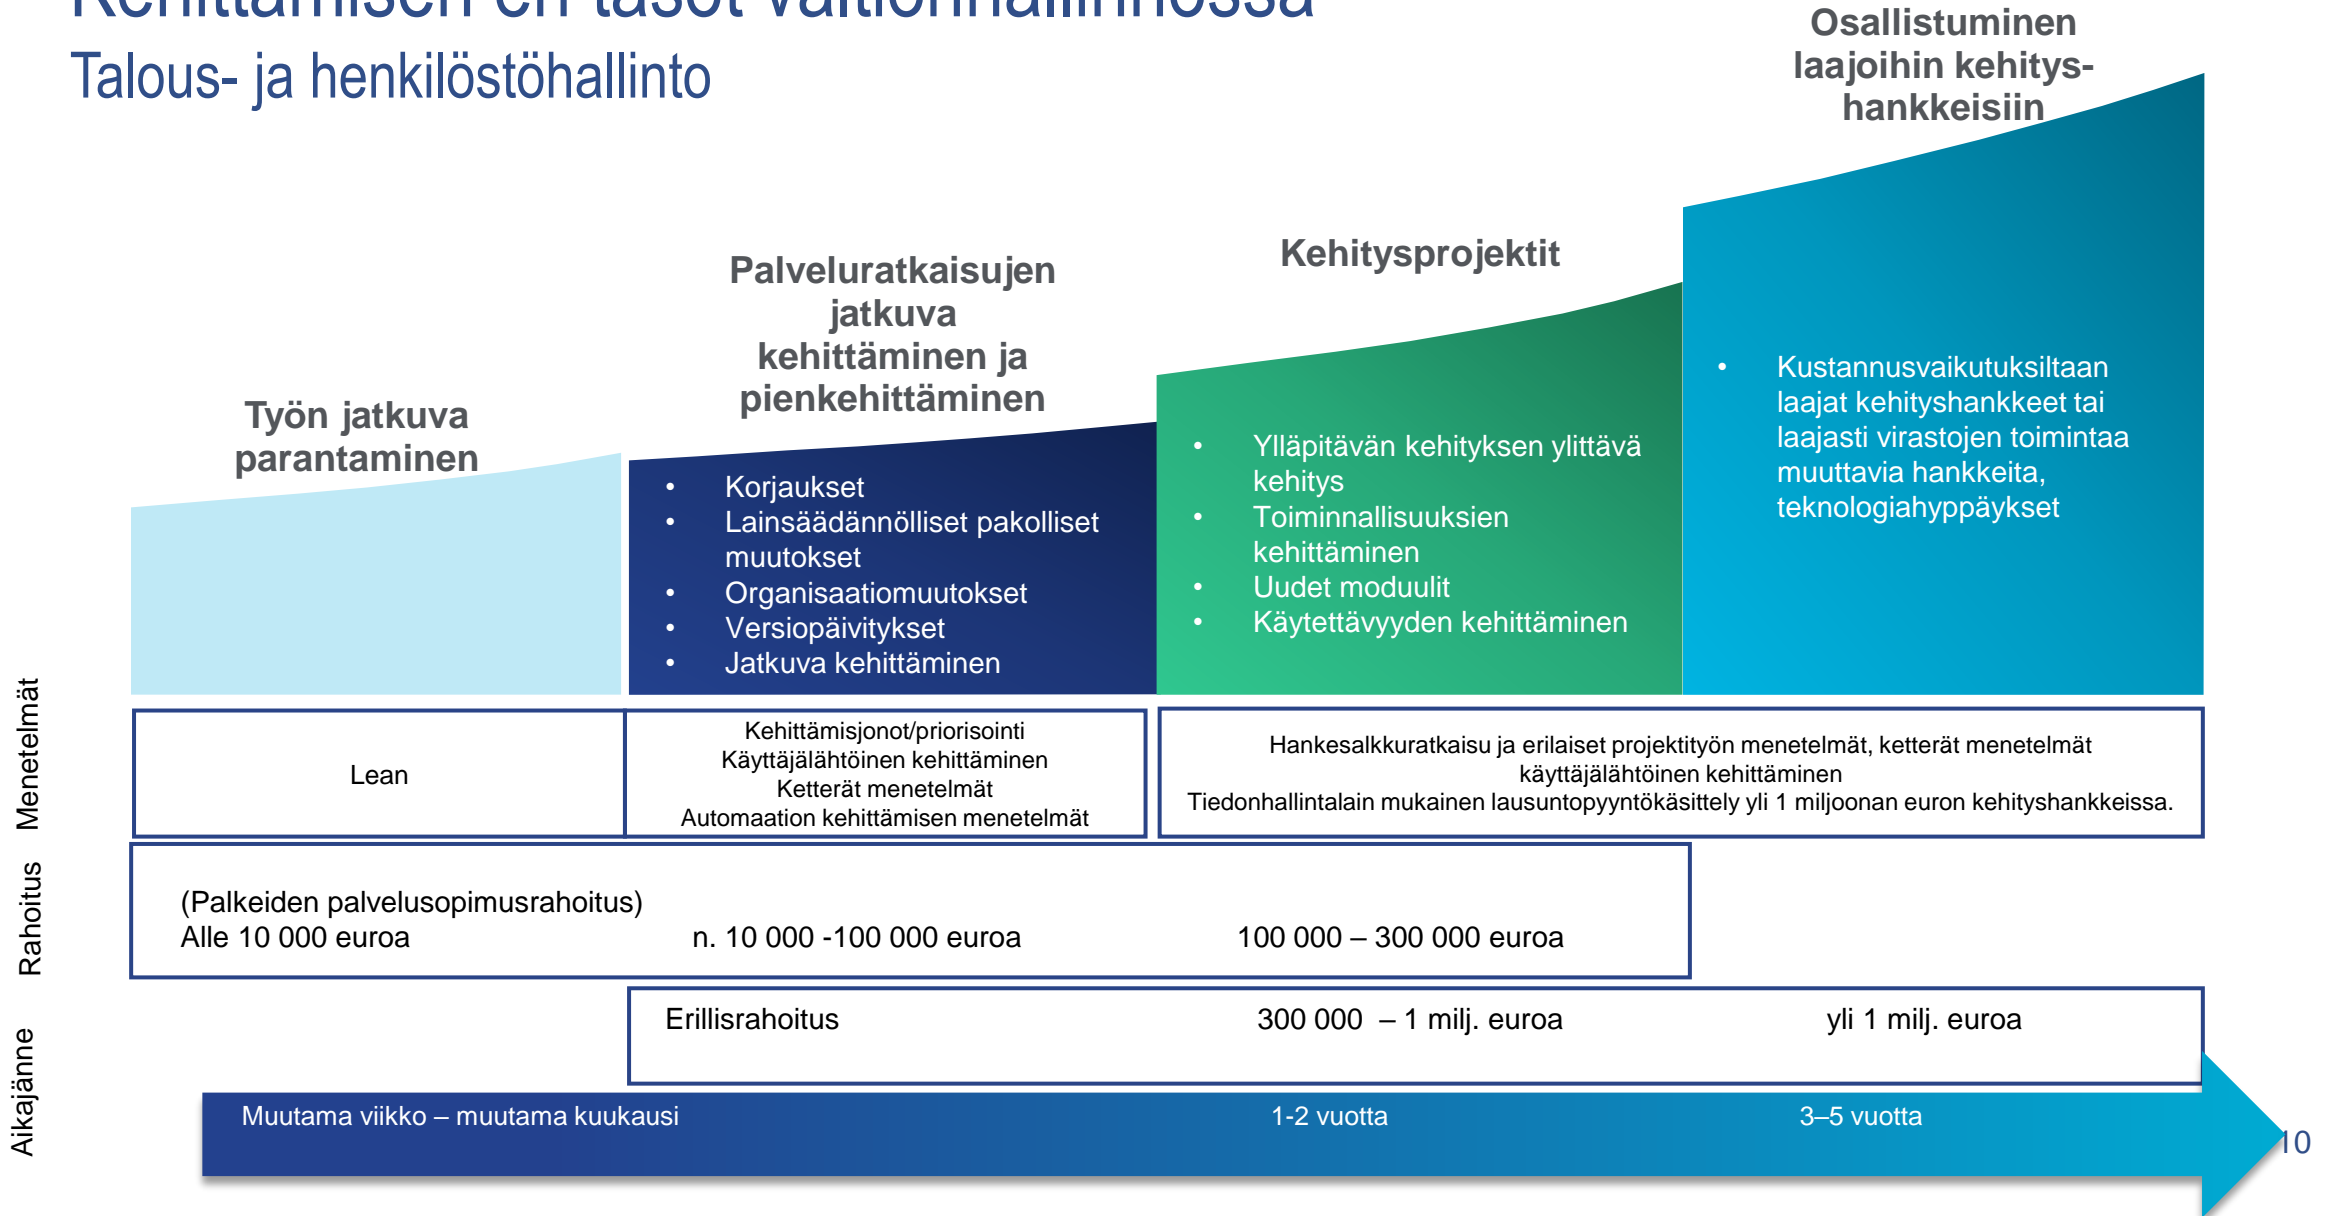 Kehittämisen eri tasot valtionhallinnossa
Talous- ja henkilöstöhallinto
Työn jatkuva
parantaminen
Palveluratkaisujen
jatkuva
kehittäminen ja
pienkehittäminen
• Korjaukset
• Lainsäädännölliset pakolliset
muutokset
• Organisaatiomuutokset
• Versiopäivitykset
• Jatkuva kehittäminen
Kehitysprojektit
• Ylläpitävän kehityksen ylittävä
kehitys
• Toiminnallisuuksien
kehittäminen
• Uudet moduulit
• Käytettävyyden kehittäminen
Osallistuminen
laajoihin kehitys-
hankkeisiin
• Kustannusvaikutuksiltaan
laajat kehityshankkeet tai
laajasti virastojen toimintaa
muuttavia hankkeita,
teknologiahyppäykset
Menetelmät
Lean
Kehittämisjonot/priorisointi
Käyttäjälähtöinen kehittäminen
Ketterät menetelmät
Automaation kehittämisen menetelmät
Hankesalkkuratkaisu ja erilaiset projektityön menetelmät, ketterät menetelmät
käyttäjälähtöinen kehittäminen
Tiedonhallintalain mukainen lausuntopyyntökäsittely yli 1 miljoonan euron kehityshankkeissa.
Rahoitus
(Palkeiden palvelusopimusrahoitus)
Alle 10 000 euroa n. 10 000 -100 000 euroa 100 000 – 300 000 euroa
Erillisrahoitus 300 000 – 1 milj. euroa yli 1 milj. euroa
Aikajänne
Muutama viikko – muutama kuukausi 1-2 vuotta 3–5 vuotta
10